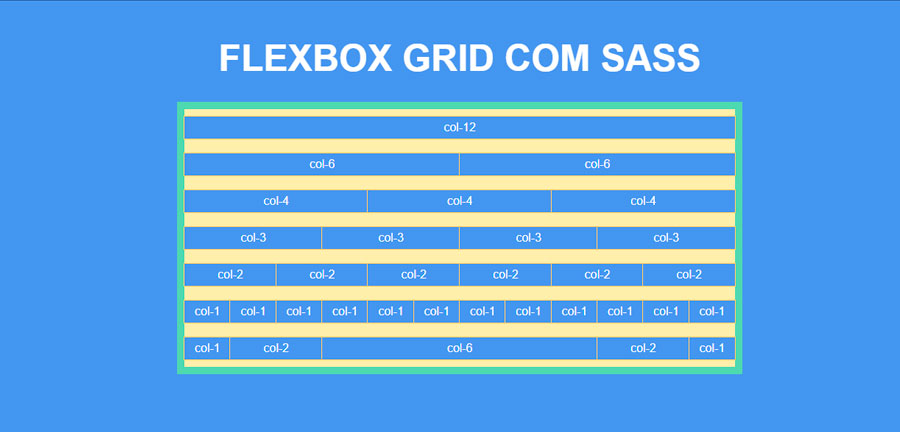 FLEXBOX GRID COM SASS
col-12
col-6 col-6
col-4 col-4 col-4
col-3 col-3 col-3 col-3
col-2 col-2 col-2 col-2 col-2 col-2
col-1 col-1 col-1 col-1 col-1 col-1 col-1 col-1 col-1 col-1 col-1 col-1
col-1 col-2 col-6 col-2 col-1